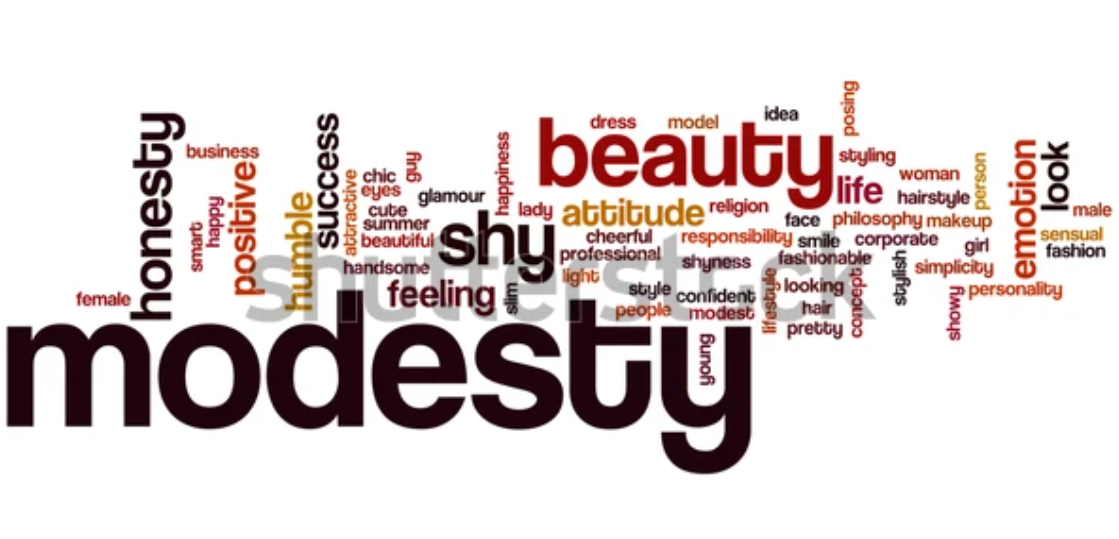 honesty
business
smart
happy
positive
female
humble
success
attractive
chic
guy
eyes
cute
summer
beautiful
handsome
glamour
happiness
shy
feeling
slim
lady
dress
model
idea
beauty
posing
styling
life
attitude
religion
cheerful
professional
light
responsibility
shyness
style
confident
people
modest
young
face
smile
philosophy
makeup
hairstyle
woman
person
corporate
fashionable
looking
lifestyle
hair
pretty
concept
stylish
girl
simplicity
showy
personality
emotion
look
male
sensual
fashion
modesty
shutterstock